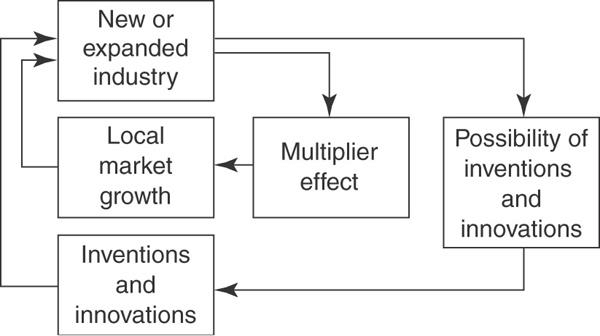 New or
expanded
industry
Local
market
growth
Multiplier
effect
Possibility of
inventions
and
innovations
Inventions
and
innovations